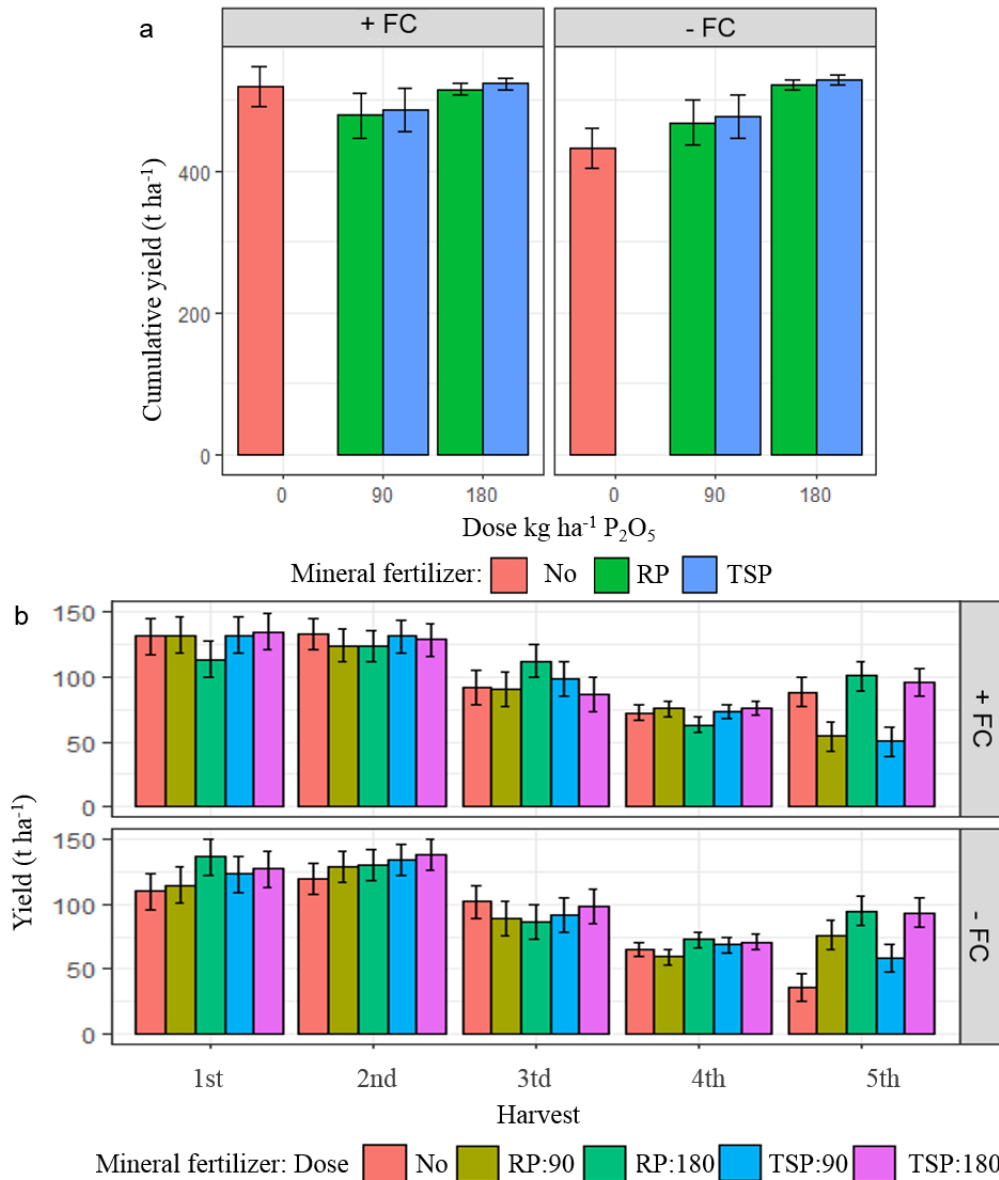 a
+ FC
- FC
Cumulative yield (t ha⁻¹)
400
200
0
0
90
180
0
90
180
Dose kg ha⁻¹ P₂O₅
Mineral fertilizer: No RP TSP
b
150
100
50
0
+ FC
Yield (t ha⁻¹)
150
100
50
0
- FC
1st 2nd 3td 4th 5th
Harvest
Mineral fertilizer: Dose No RP:90 RP:180 TSP:90 TSP:180